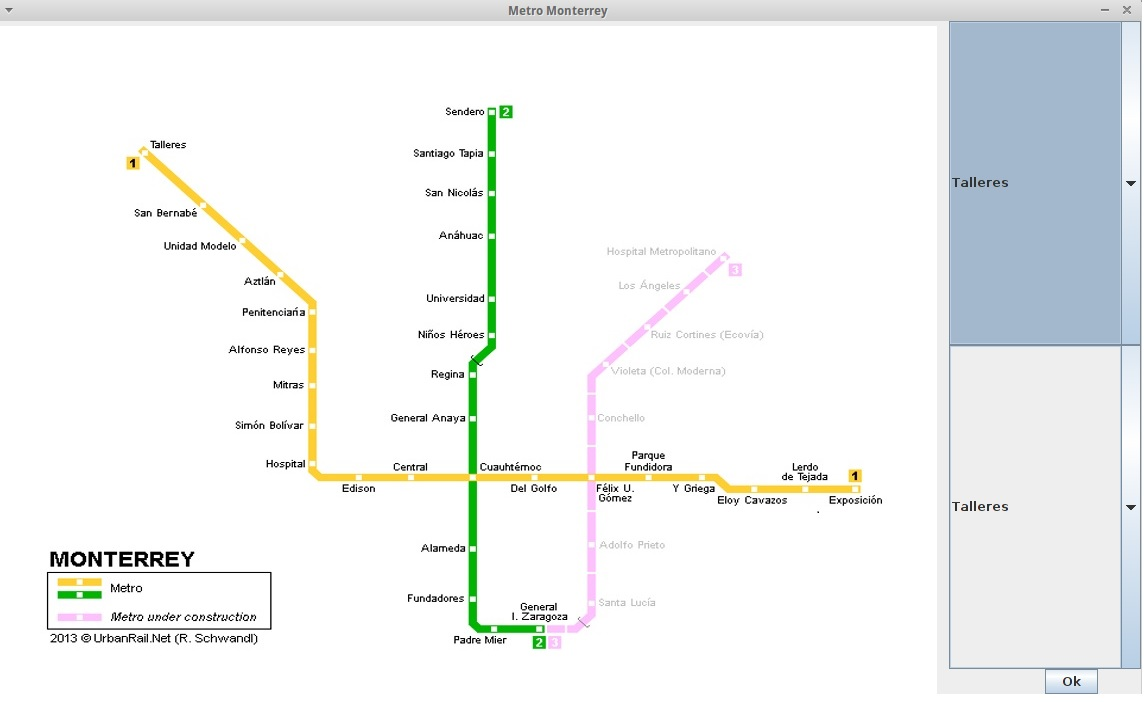 Metro Monterrey
Sendero 2
Talleres
1
Santiago Tapia
San Nicolás
San Bernabé
Anáhuac
Unidad Modelo
Hospital Metropolitano
3
Aztlán
Los Ángeles
Universidad
Penitenciaría
Niños Héroes
Ruiz Cortines (Ecovía)
Alfonso Reyes
Regina
Violeta (Col. Moderna)
Mitras
General Anaya
Conchello
Simón Bolívar
Hospital
Central
Cuauhtémoc
Parque
Fundidora
Lerdo
de Tejada
1
Edison
Del Golfo
Félix U.
Gómez
Y Griega
Eloy Cavazos
Exposición
Alameda
Adolfo Prieto
Fundadores
General
I. Zaragoza
Santa Lucía
Padre Mier
2 3
MONTERREY
Metro
Metro under construction
2013 © UrbanRail.Net (R. Schwandl)
Talleres
Talleres
Ok